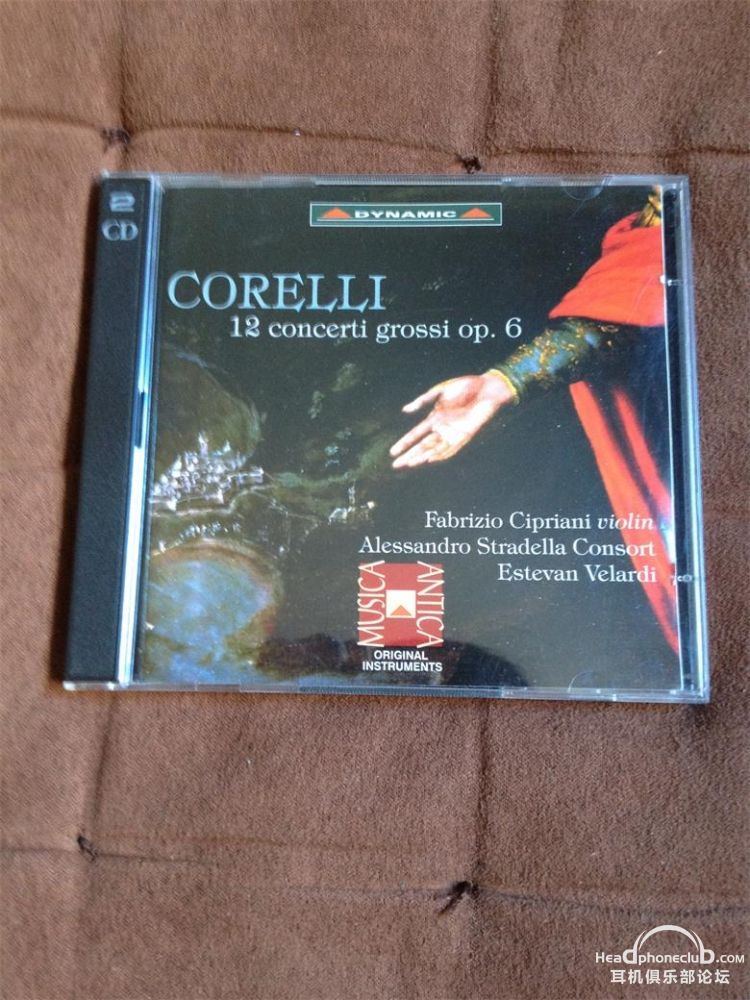 2
CD
DYNAMIC
CORELLI
12 concerti grossi op. 6
Fabrizio Cipriani violin
Alessandro Stradella Consort
Estevan Velardi
MUSICA
ANTICA
ORIGINAL
INSTRUMENTS
HeadphoneclubD.com
耳机俱乐部论坛